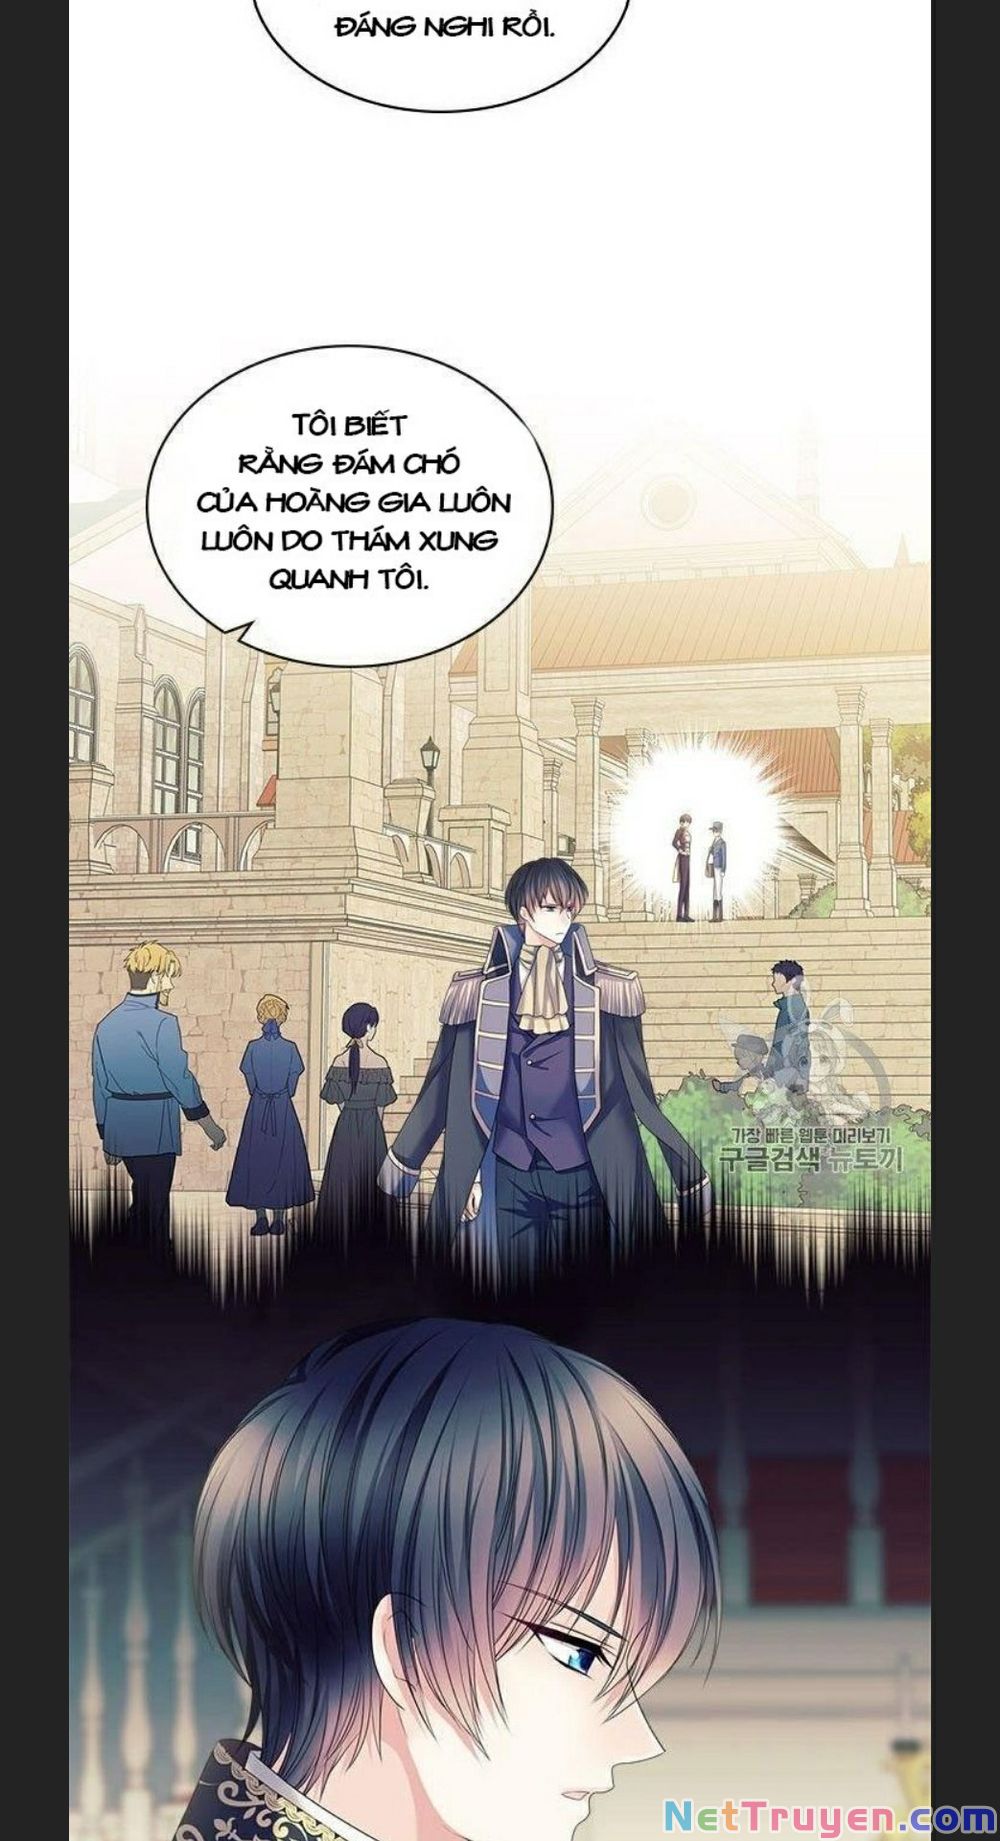 ĐÁNG NGHI RỒI.
TÔI BIẾT
RẰNG ĐÁM CHÓ
CỦA HOÀNG GIA LUÔN
LUÔN DO THÁM XUNG
QUANH TÔI.
가장 빠른 웹툰 미리보기
구글검색 뉴토끼
NetTruyen.com